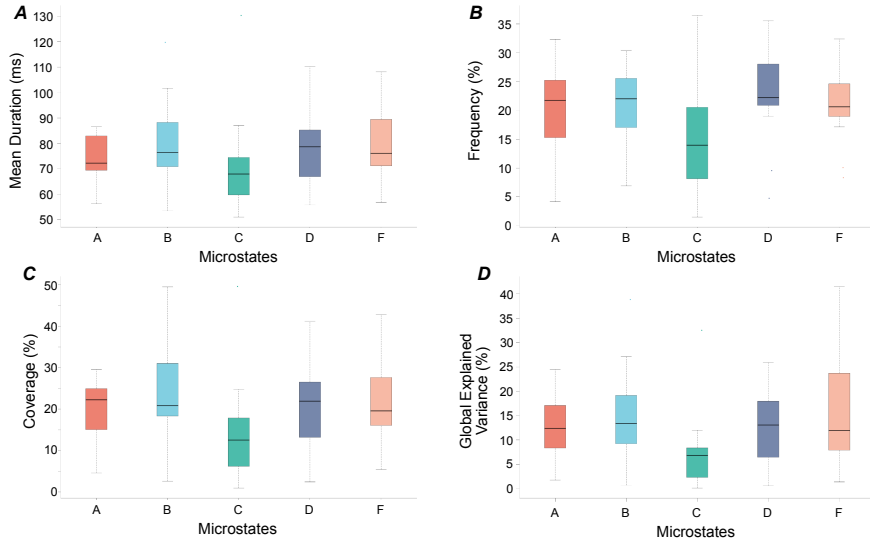 A
Mean Duration (ms)
130
120
110
100
90
80
70
60
50
A B C D F
Microstates
B
Frequency (%)
35
30
25
20
15
10
5
0
A B C D F
Microstates
C
Coverage (%)
50
40
30
20
10
0
A B C D F
Microstates
D
Global Explained
Variance (%)
40
35
30
25
20
15
10
5
0
A B C D F
Microstates